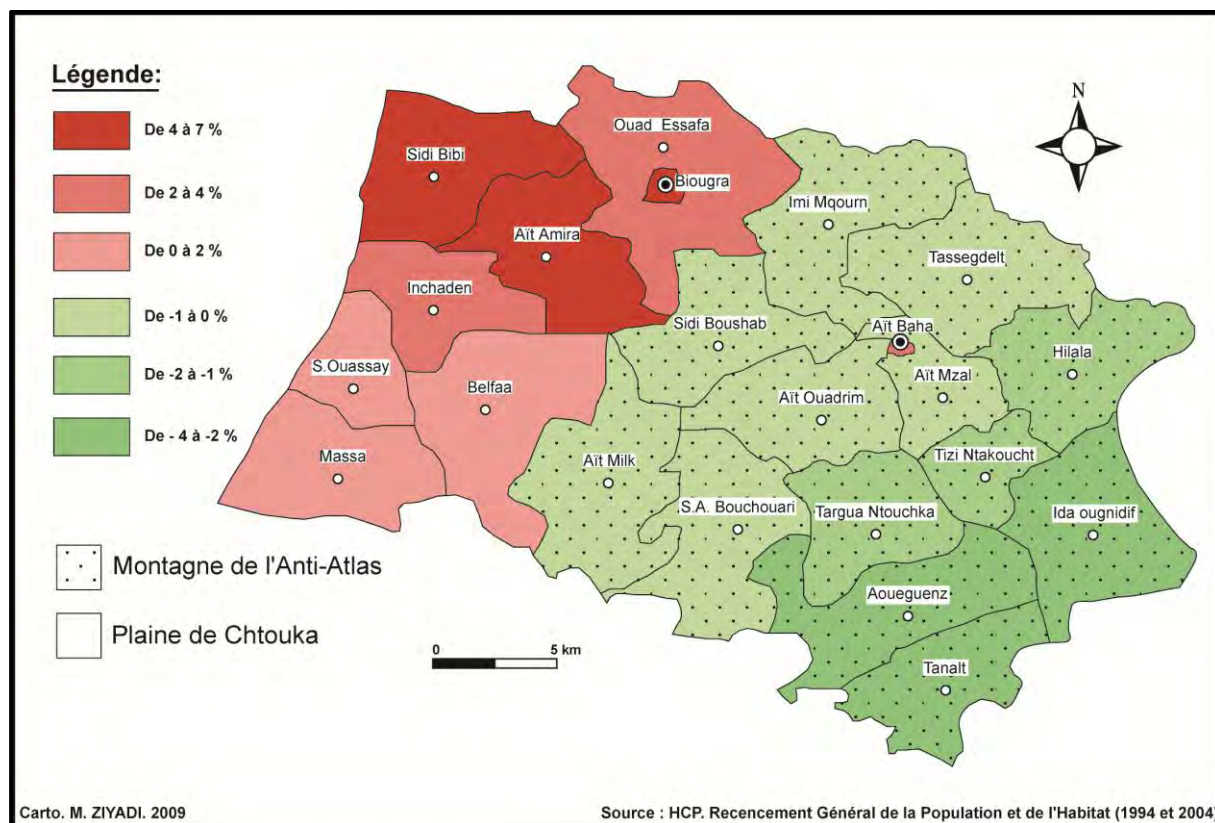 Légende:
De 4 à 7 %
De 2 à 4 %
De 0 à 2 %
De -1 à 0 %
De -2 à -1 %
De - 4 à -2 %
Montagne de l'Anti-Atlas
Plaine de Chtouka
N
Ouad Essafa
Sidi Bibi
Biougra
Imi Mqourn
Aït Amira
Tassegdelt
Inchaden
Sidi Boushab
Aït Baha
Hilala
S.Ouassay
Belfaa
Aït Mzal
Aït Ouadrim
Massa
Aït Milk
Tizi Ntakoucht
S.A. Bouchouari
Targua Ntouchka
Ida ougnidif
Aoueguenz
Tanalt
0 5 km
Carto. M. ZIYADI. 2009
Source : HCP. Recencement Général de la Population et de l'Habitat (1994 et 2004)